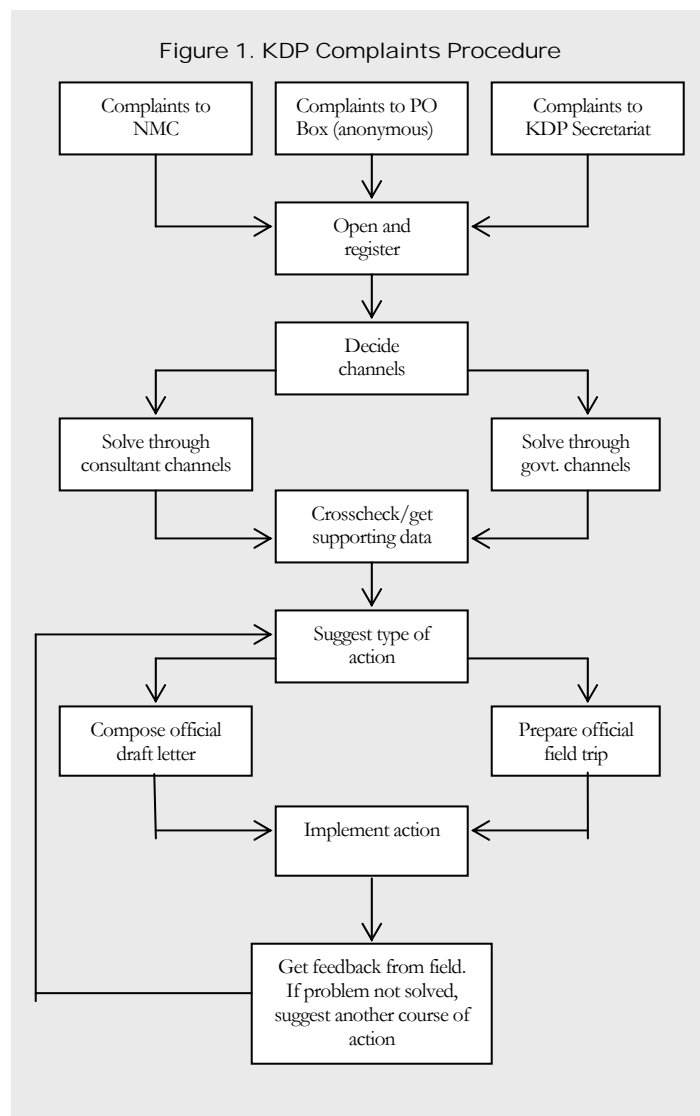 Figure 1. KDP Complaints Procedure
Complaints to
NMC
Complaints to PO
Box (anonymous)
Complaints to
KDP Secretariat
Open and
register
Decide
channels
Solve through
consultant channels
Solve through
govt. channels
Crosscheck/get
supporting data
Suggest type of
action
Compose official
draft letter
Prepare official
field trip
Implement action
Get feedback from field.
If problem not solved,
suggest another course of
action